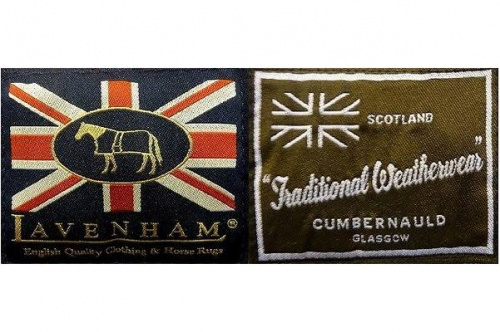 LAVENHAM®
English Quality Clothing & Horse Rugs
SCOTLAND
"Traditional Weatherwear"
CUMBERNAULD
GLASGOW